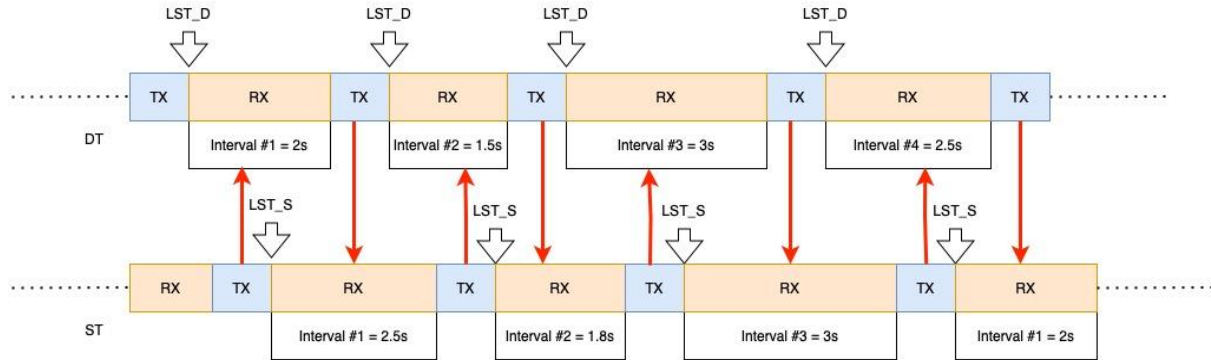 LST_D LST_D LST_D LST_D
TX RX TX RX TX RX TX RX TX
DT
Interval #1 = 2s Interval #2 = 1.5s Interval #3 = 3s Interval #4 = 2.5s
LST_S LST_S LST_S LST_S
RX TX RX TX RX TX RX TX RX
ST
Interval #1 = 2.5s Interval #2 = 1.8s Interval #3 = 3s Interval #1 = 2s